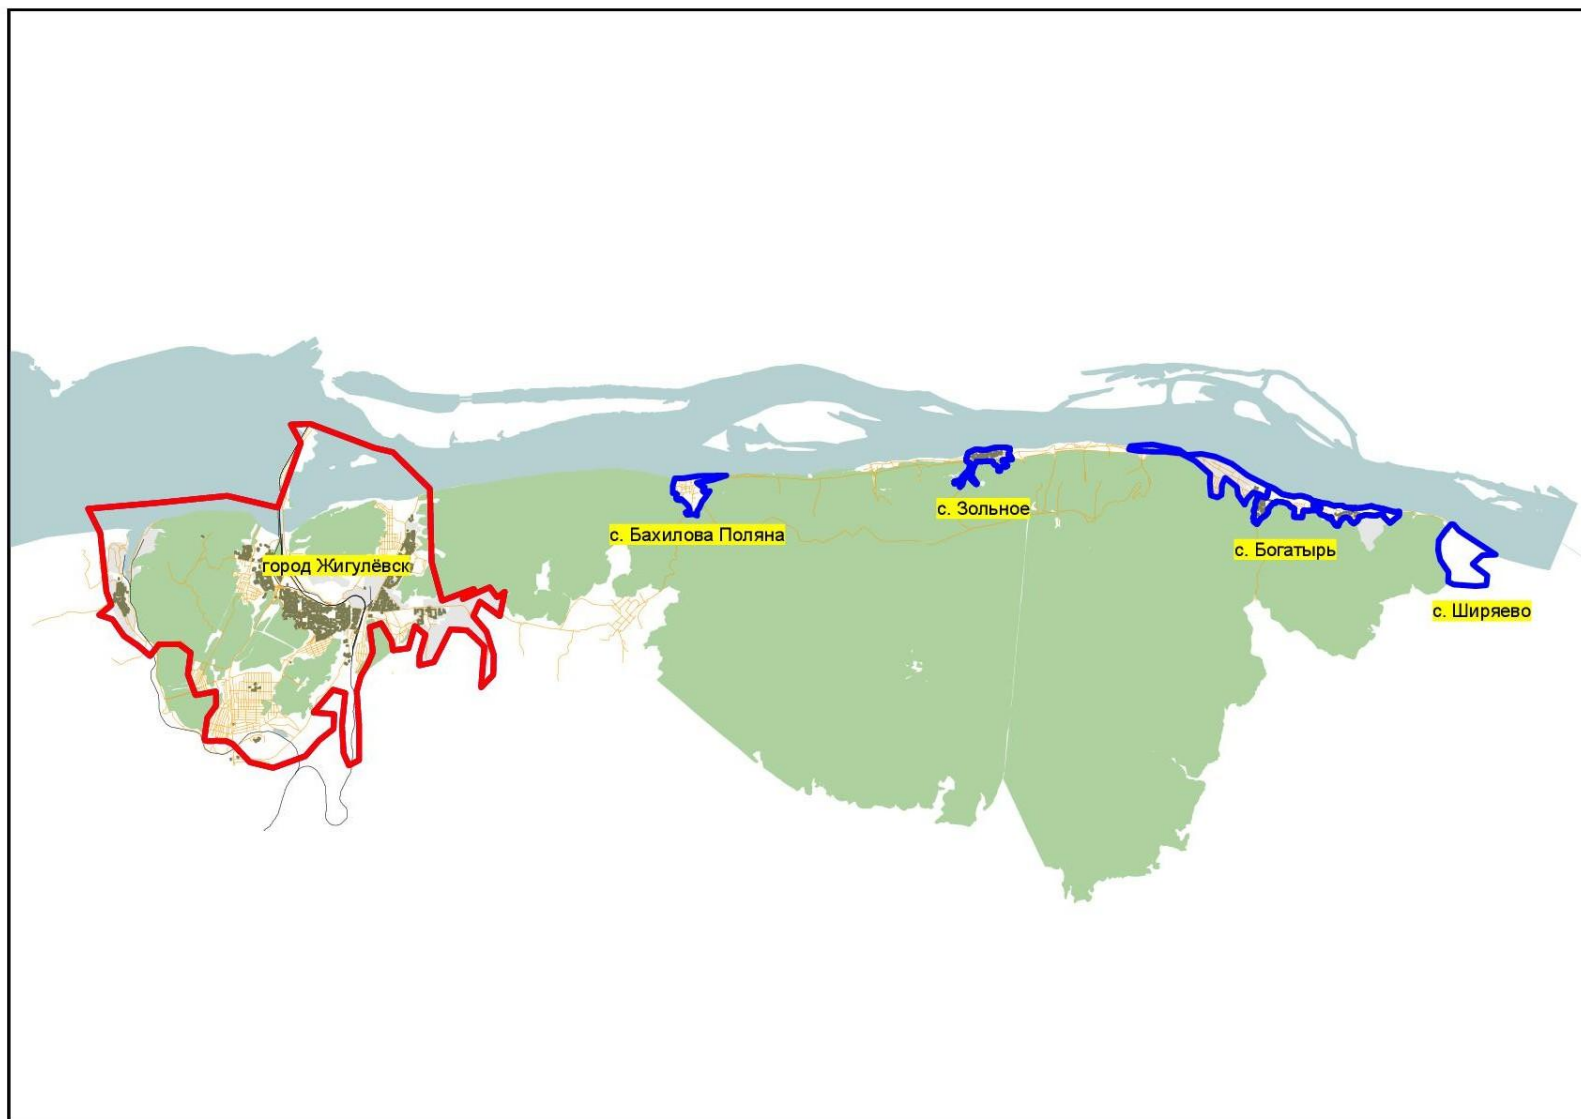 город Жигулёвск
с. Бахилова Поляна
с. Зольное
с. Богатырь
с. Ширяево